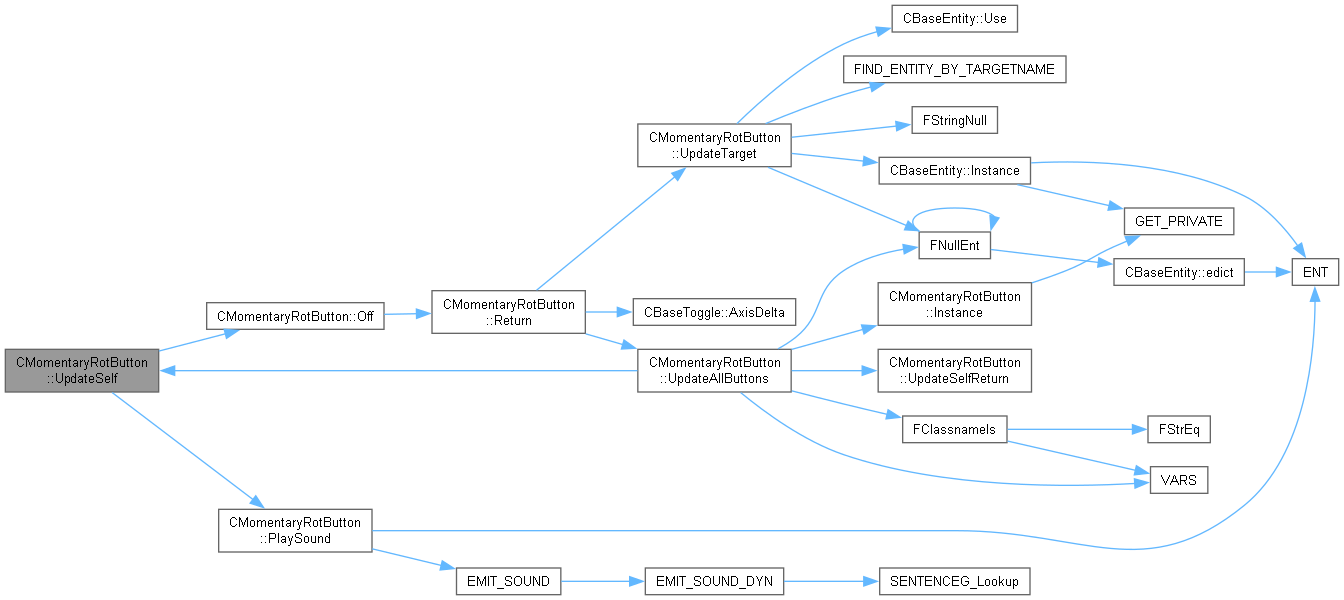 CBaseEntity::Use
FIND_ENTITY_BY_TARGETNAME
FStringNull
CMomentaryRotButton
::UpdateTarget
CBaseEntity::Instance
GET_PRIVATE
FNullEnt
CBaseEntity::edict
ENT
CMomentaryRotButton::Off
CMomentaryRotButton
::Return
CBaseToggle::AxisDelta
CMomentaryRotButton
::Instance
CMomentaryRotButton
::UpdateSelf
CMomentaryRotButton
::UpdateAllButtons
CMomentaryRotButton
::UpdateSelfReturn
FClassnameIs
FStrEq
VARS
CMomentaryRotButton
::PlaySound
EMIT_SOUND
EMIT_SOUND_DYN
SENTENCEG_Lookup